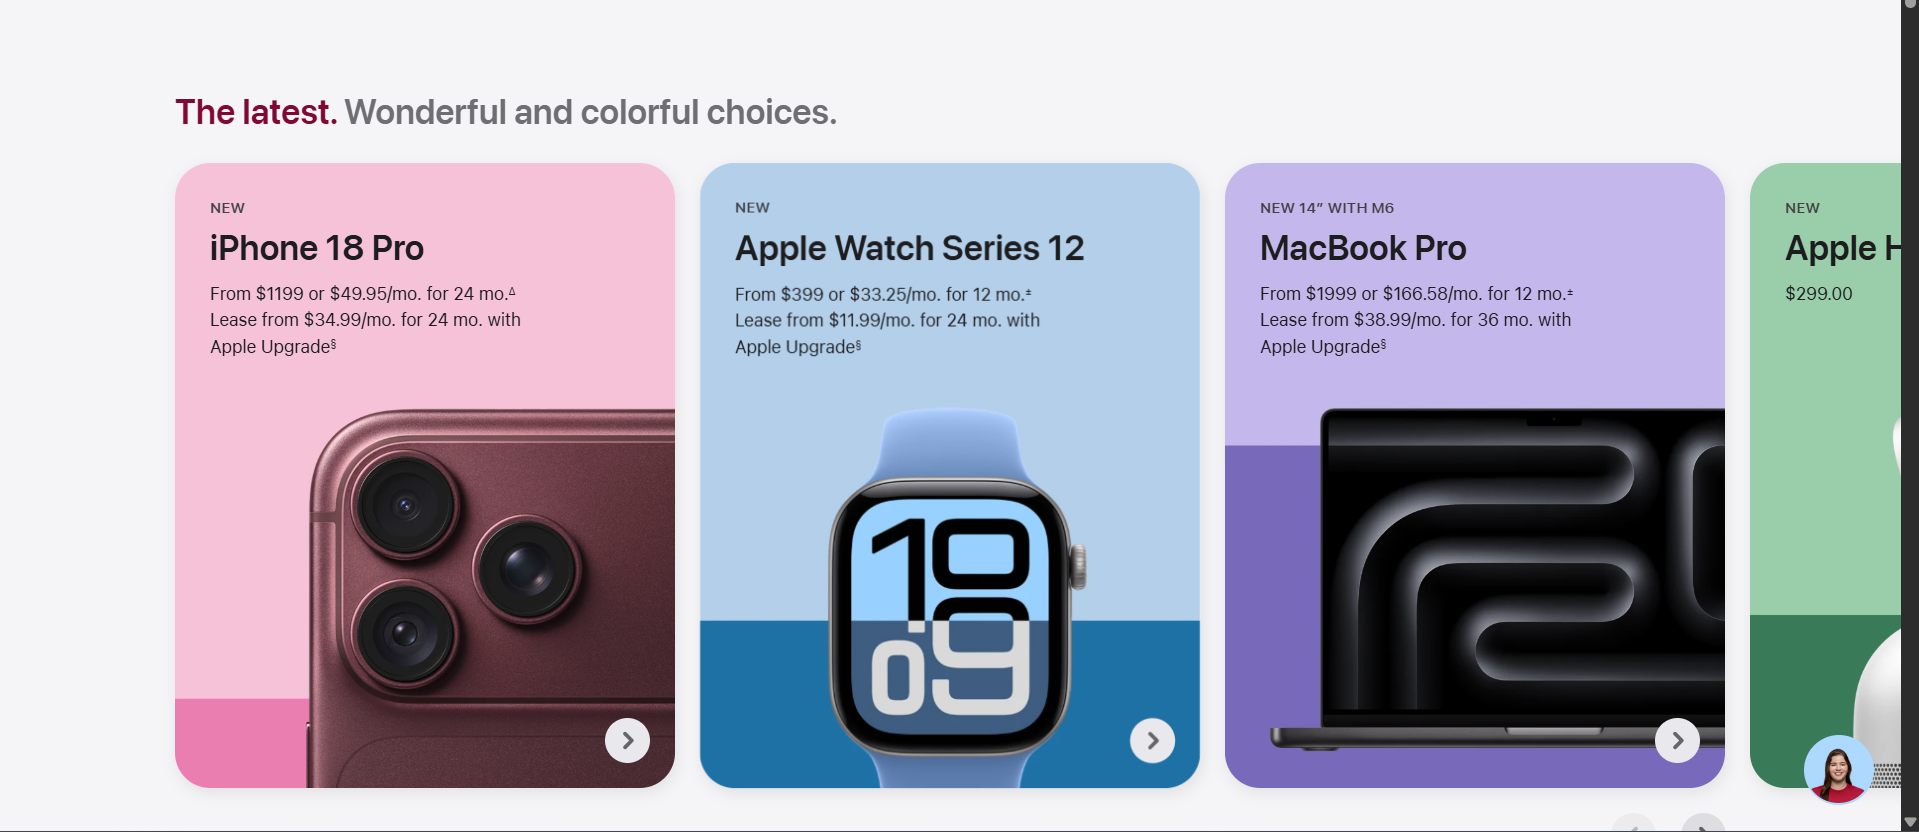 The latest. Wonderful and colorful choices.
NEW
iPhone 18 Pro
From $1199 or $49.95/mo. for 24 mo.Δ
Lease from $34.99/mo. for 24 mo. with
Apple Upgrade§
NEW
Apple Watch Series 12
From $399 or $33.25/mo. for 12 mo.±
Lease from $11.99/mo. for 24 mo. with
Apple Upgrade§
10
09
NEW 14” WITH M6
MacBook Pro
From $1999 or $166.58/mo. for 12 mo.±
Lease from $38.99/mo. for 36 mo. with
Apple Upgrade§
NEW
Apple H
$299.00